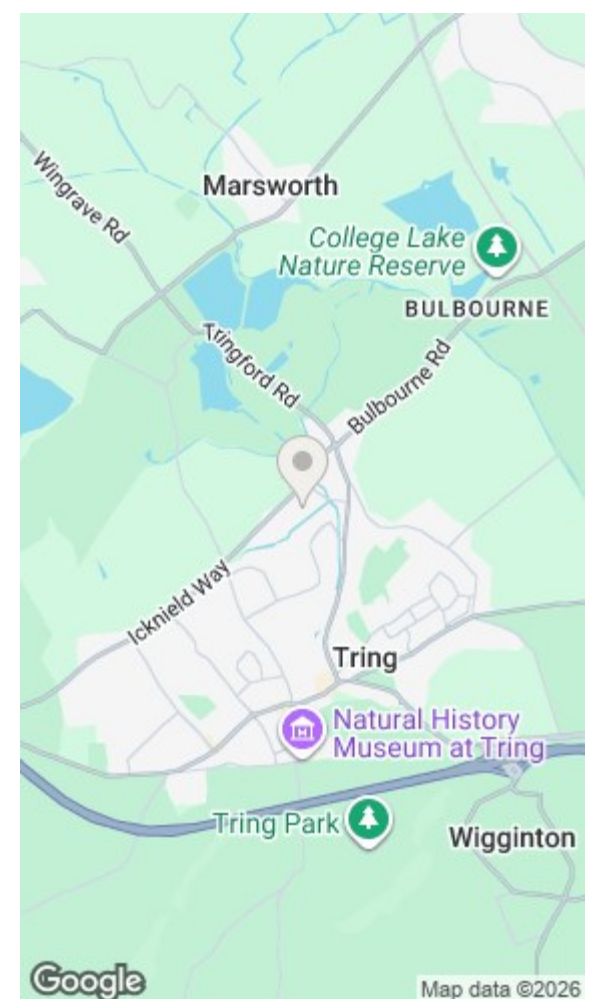 Wingrave Rd
Marsworth
College Lake
Nature Reserve
BULBOURNE
Tringford Rd
Bulbourne Rd
Icknield Way
Tring
Natural History
Museum at Tring
Tring Park
Wigginton
Google
Map data ©2026